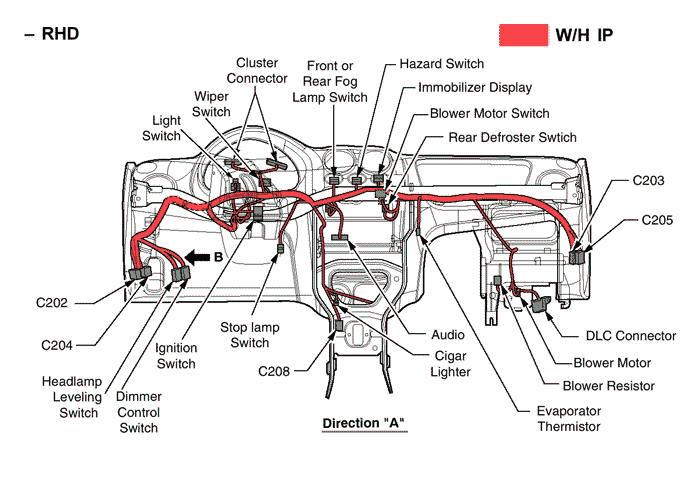 – RHD
W/H IP
Cluster
Connector
Front or
Rear Fog
Lamp Switch
Hazard Switch
Immobilizer Display
Wiper
Switch
Blower Motor Switch
Light
Switch
Rear Defroster Swtich
C203
C205
B
C202
C204
Stop lamp
Switch
Ignition
Switch
Audio
DLC Connector
C208
Cigar
Lighter
Blower Motor
Headlamp
Leveling
Switch
Dimmer
Control
Switch
Blower Resistor
Evaporator
Thermistor
Direction "A"